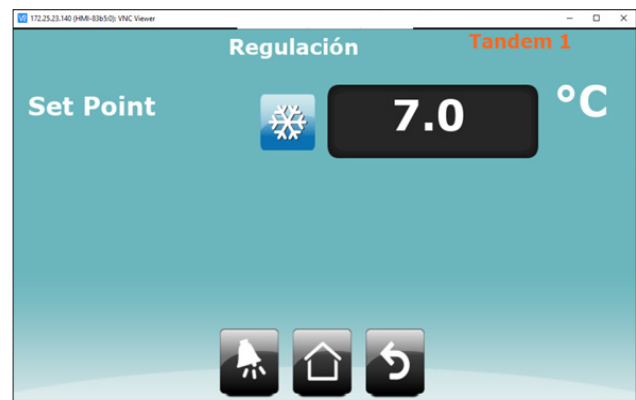 172.25.23.140 (HMI-83b5:0): VNC Viewer
Regulación
Tandem 1
Set Point
7.0
°C